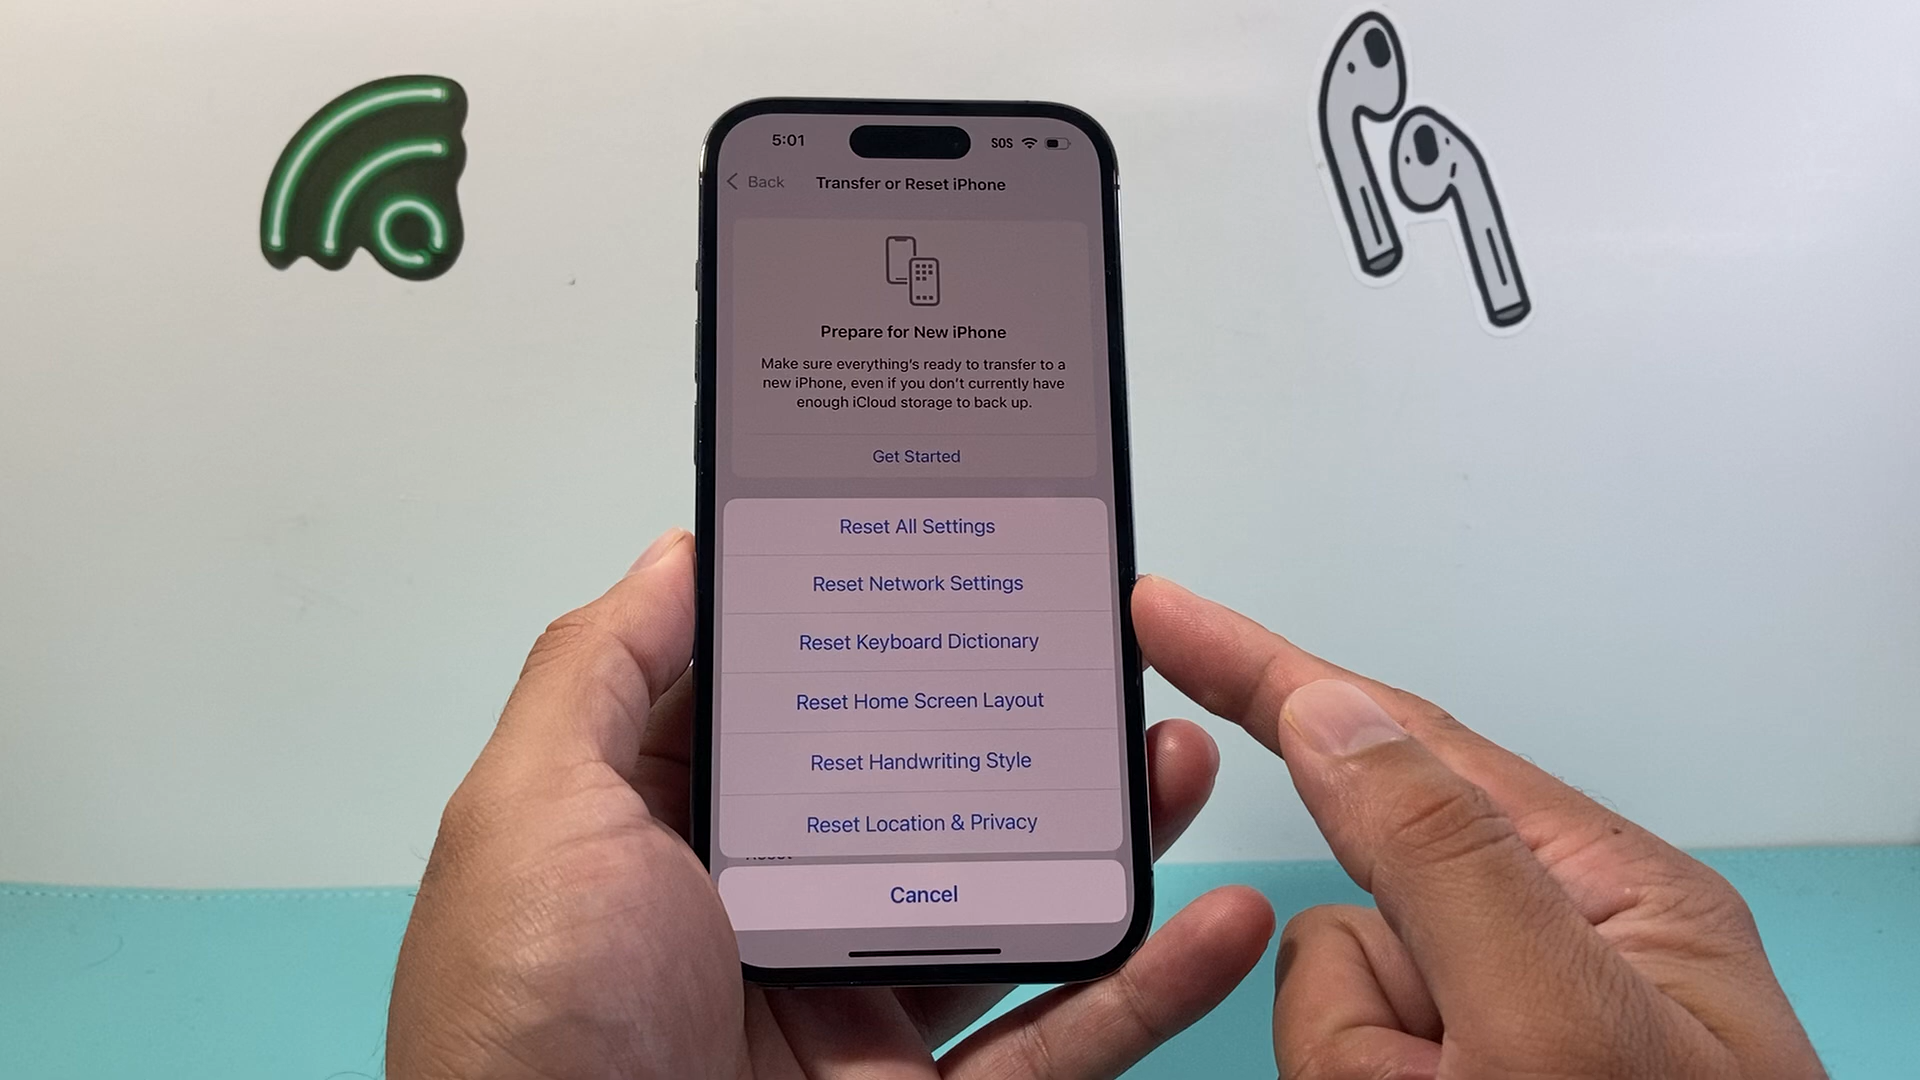 5:01
SOS
Back
Transfer or Reset iPhone
Prepare for New iPhone
Make sure everything's ready to transfer to a
new iPhone, even if you don't currently have
enough iCloud storage to back up.
Get Started
Reset All Settings
Reset Network Settings
Reset Keyboard Dictionary
Reset Home Screen Layout
Reset Handwriting Style
Reset Location & Privacy
Cancel